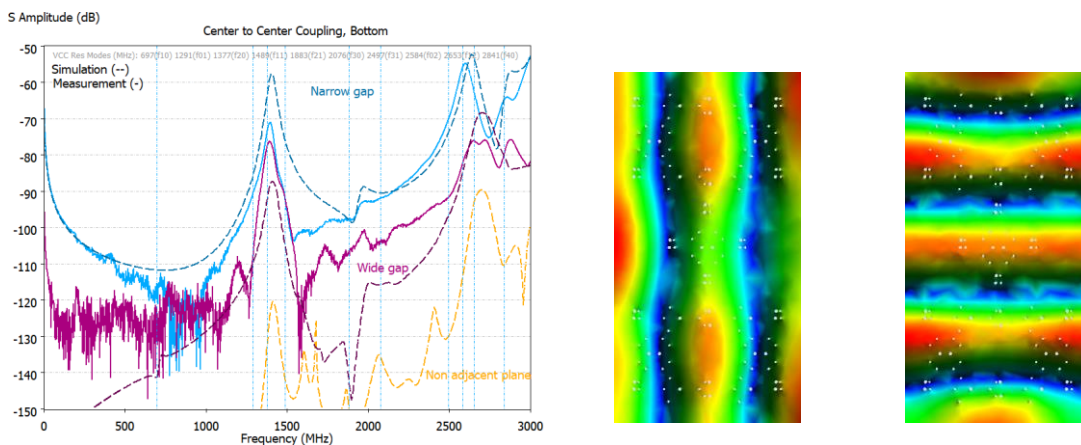 S Amplitude (dB)
Center to Center Coupling, Bottom
VCC Res Modes (MHz): 697(f10) 1291(f01) 1377(f20) 1489(f11) 1883(f21) 2076(f30) 2497(f31) 2584(f02) 2653(f12) 2841(f40)
Simulation (--)
Measurement (-)
Narrow gap
Wide gap
Non adjacent plane
-50
-60
-70
-80
-90
-100
-110
-120
-130
-140
-150
0 500 1000 1500 2000 2500 3000
Frequency (MHz)